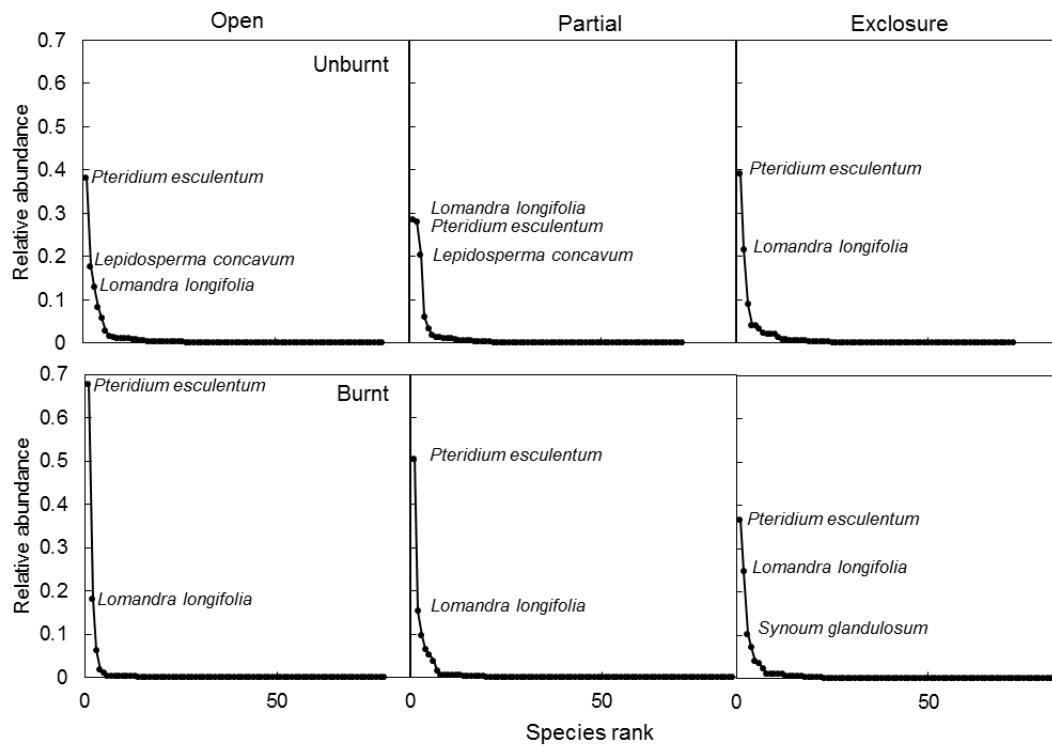 Open
Partial
Exclosure
Relative abundance
0.7
0.6
0.5
0.4
0.3
0.2
0.1
0
Unburnt
Pteridium esculentum
Lepidosperma concavum
Lomandra longifolia
Lomandra longifolia
Pteridium esculentum
Lepidosperma concavum
Pteridium esculentum
Lomandra longifolia
Relative abundance
0.7
0.6
0.5
0.4
0.3
0.2
0.1
0
Burnt
Pteridium esculentum
Lomandra longifolia
Pteridium esculentum
Lomandra longifolia
Pteridium esculentum
Lomandra longifolia
Synoum glandulosum
0
50
0
50
0
50
Species rank